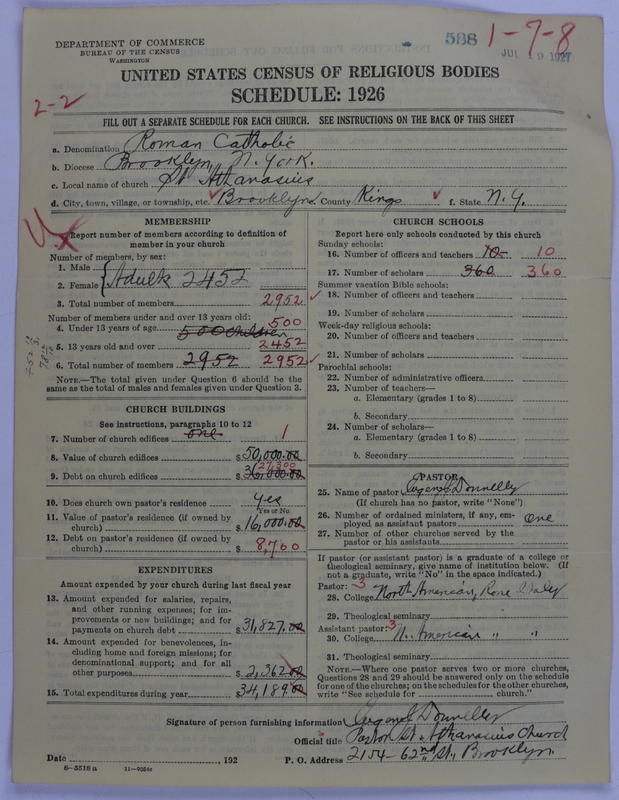 DEPARTMENT OF COMMERCE
BUREAU OF THE CENSUS
WASHINGTON
588 1-7-8
JUL 19 1927
UNITED STATES CENSUS OF RELIGIOUS BODIES
SCHEDULE: 1926
2-2
FILL OUT A SEPARATE SCHEDULE FOR EACH CHURCH. SEE INSTRUCTIONS ON THE BACK OF THIS SHEET
a. Denomination Roman Catholic
b. Diocese Brooklyn, N. York.
c. Local name of church St Athanasius
d. City, town, village, or township, etc. Brooklyn. County Kings f. State N.Y.
MEMBERSHIP
Report number of members according to definition of
member in your church
Number of members, by sex:
1. Male
2. Female Adults 2452
3. Total number of members 2952
Number of members under and over 13 years old:
4. Under 13 years of age 500 children 500
5. 13 years old and over 2452
6. Total number of members 2952 2952
NOTE.—The total given under Question 6 should be the
same as the total of males and females given under Question 3.
CHURCH BUILDINGS
See instructions, paragraphs 10 to 12
7. Number of church edifices one 1
8. Value of church edifices $50,000.00
9. Debt on church edifices $36,000.00 27,300
10. Does church own pastor's residence? yes
Yes or No
11. Value of pastor's residence (if owned by
church) $16,000.00
12. Debt on pastor's residence (if owned by
church) $8,700
EXPENDITURES
Amount expended by your church during last fiscal year
13. Amount expended for salaries, repairs,
and other running expenses; for im-
provements or new buildings; and for
payments on church debt $31,827.00
14. Amount expended for benevolences, in-
cluding home and foreign missions; for
denominational support; and for all
other purposes $2,362.00
15. Total expenditures during year $34,189.00
CHURCH SCHOOLS
Report here only schools conducted by this church
Sunday schools:
16. Number of officers and teachers 10 10
17. Number of scholars 360 360
Summer vacation Bible schools:
18. Number of officers and teachers
19. Number of scholars
Week-day religious schools:
20. Number of officers and teachers
21. Number of scholars
Parochial schools:
22. Number of administrative officers
23. Number of teachers—
a. Elementary (grades 1 to 8)
b. Secondary
24. Number of scholars—
a. Elementary (grades 1 to 8)
b. Secondary
PASTOR
25. Name of pastor Eugene Donnelly
(If church has no pastor, write "None")
26. Number of ordained ministers, if any, em-
ployed as assistant pastors one
27. Number of other churches served by the
pastor or his assistants
If pastor (or assistant pastor) is a graduate of a college or
theological seminary, give name of institution below. (If
not a graduate, write "No" in the space indicated.)
Pastor: 3
28. College North American, Rome Italy
29. Theological seminary
Assistant pastor: 3
30. College N. American " "
31. Theological seminary
NOTE.—Where one pastor serves two or more churches,
Questions 28 and 29 should be answered only on the schedule
for one of the churches; on the schedules for the other churches,
write "See schedule for church."
Signature of person furnishing information Eugene J Donnelly
Official title Pastor St. Athanasius Church
Date , 192 P. O. Address 2154-62nd St., Brooklyn.
6-5518 a 11-9054c